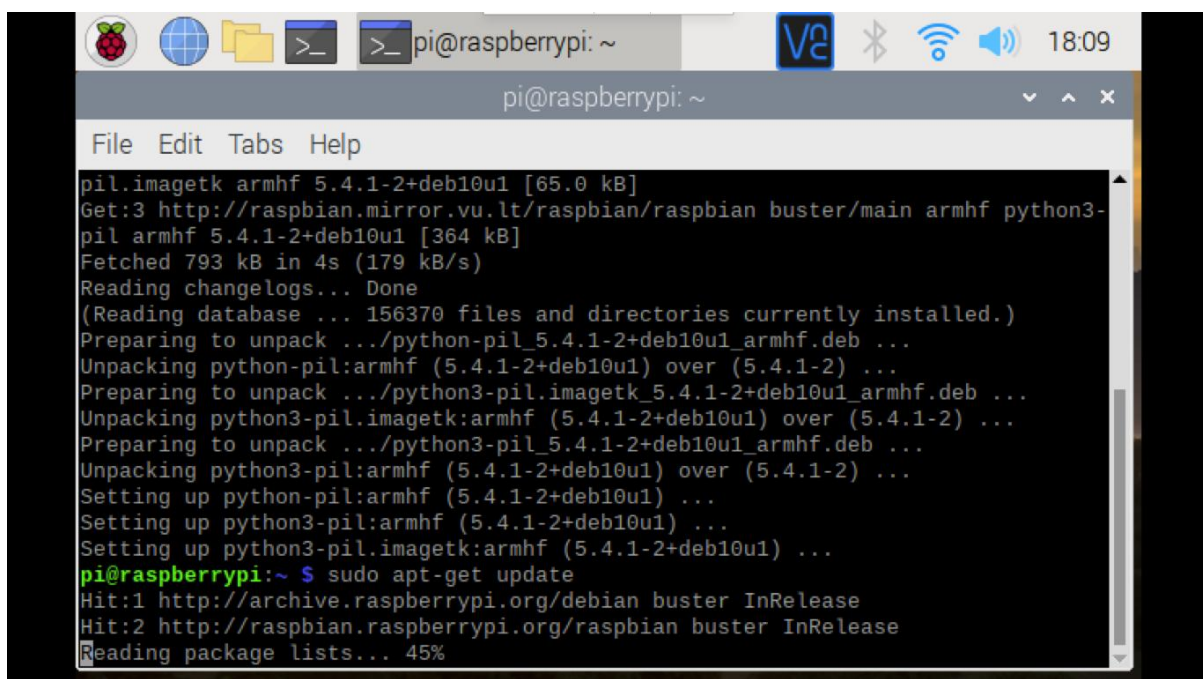 >_
>_ pi@raspberrypi: ~
18:09
pi@raspberrypi: ~
File Edit Tabs Help
pil.imagetk armhf 5.4.1-2+deb10u1 [65.0 kB]
Get:3 http://raspbian.mirror.vu.lt/raspbian/raspbian buster/main armhf python3-
pil armhf 5.4.1-2+deb10u1 [364 kB]
Fetched 793 kB in 4s (179 kB/s)
Reading changelogs... Done
(Reading database ... 156370 files and directories currently installed.)
Preparing to unpack .../python-pil_5.4.1-2+deb10u1_armhf.deb ...
Unpacking python-pil:armhf (5.4.1-2+deb10u1) over (5.4.1-2) ...
Preparing to unpack .../python3-pil.imagetk_5.4.1-2+deb10u1_armhf.deb ...
Unpacking python3-pil.imagetk:armhf (5.4.1-2+deb10u1) over (5.4.1-2) ...
Preparing to unpack .../python3-pil_5.4.1-2+deb10u1_armhf.deb ...
Unpacking python3-pil:armhf (5.4.1-2+deb10u1) over (5.4.1-2) ...
Setting up python-pil:armhf (5.4.1-2+deb10u1) ...
Setting up python3-pil:armhf (5.4.1-2+deb10u1) ...
Setting up python3-pil.imagetk:armhf (5.4.1-2+deb10u1) ...
pi@raspberrypi:~ $ sudo apt-get update
Hit:1 http://archive.raspberrypi.org/debian buster InRelease
Hit:2 http://raspbian.raspberrypi.org/raspbian buster InRelease
Reading package lists... 45%